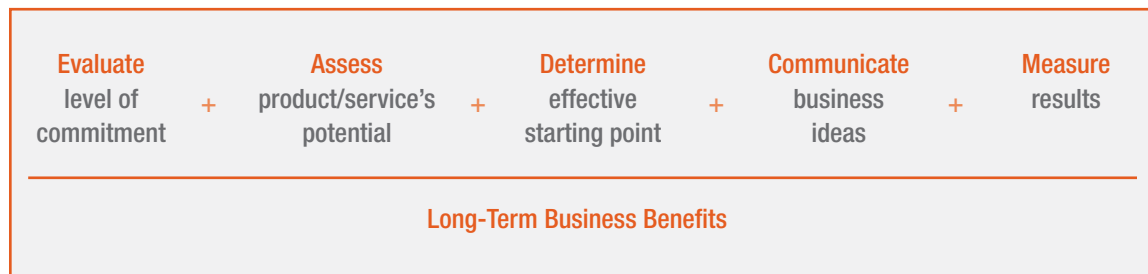 Evaluate
level of
commitment
+
Assess
product/service's
potential
+
Determine
effective
starting point
+
Communicate
business
ideas
+
Measure
results
Long-Term Business Benefits